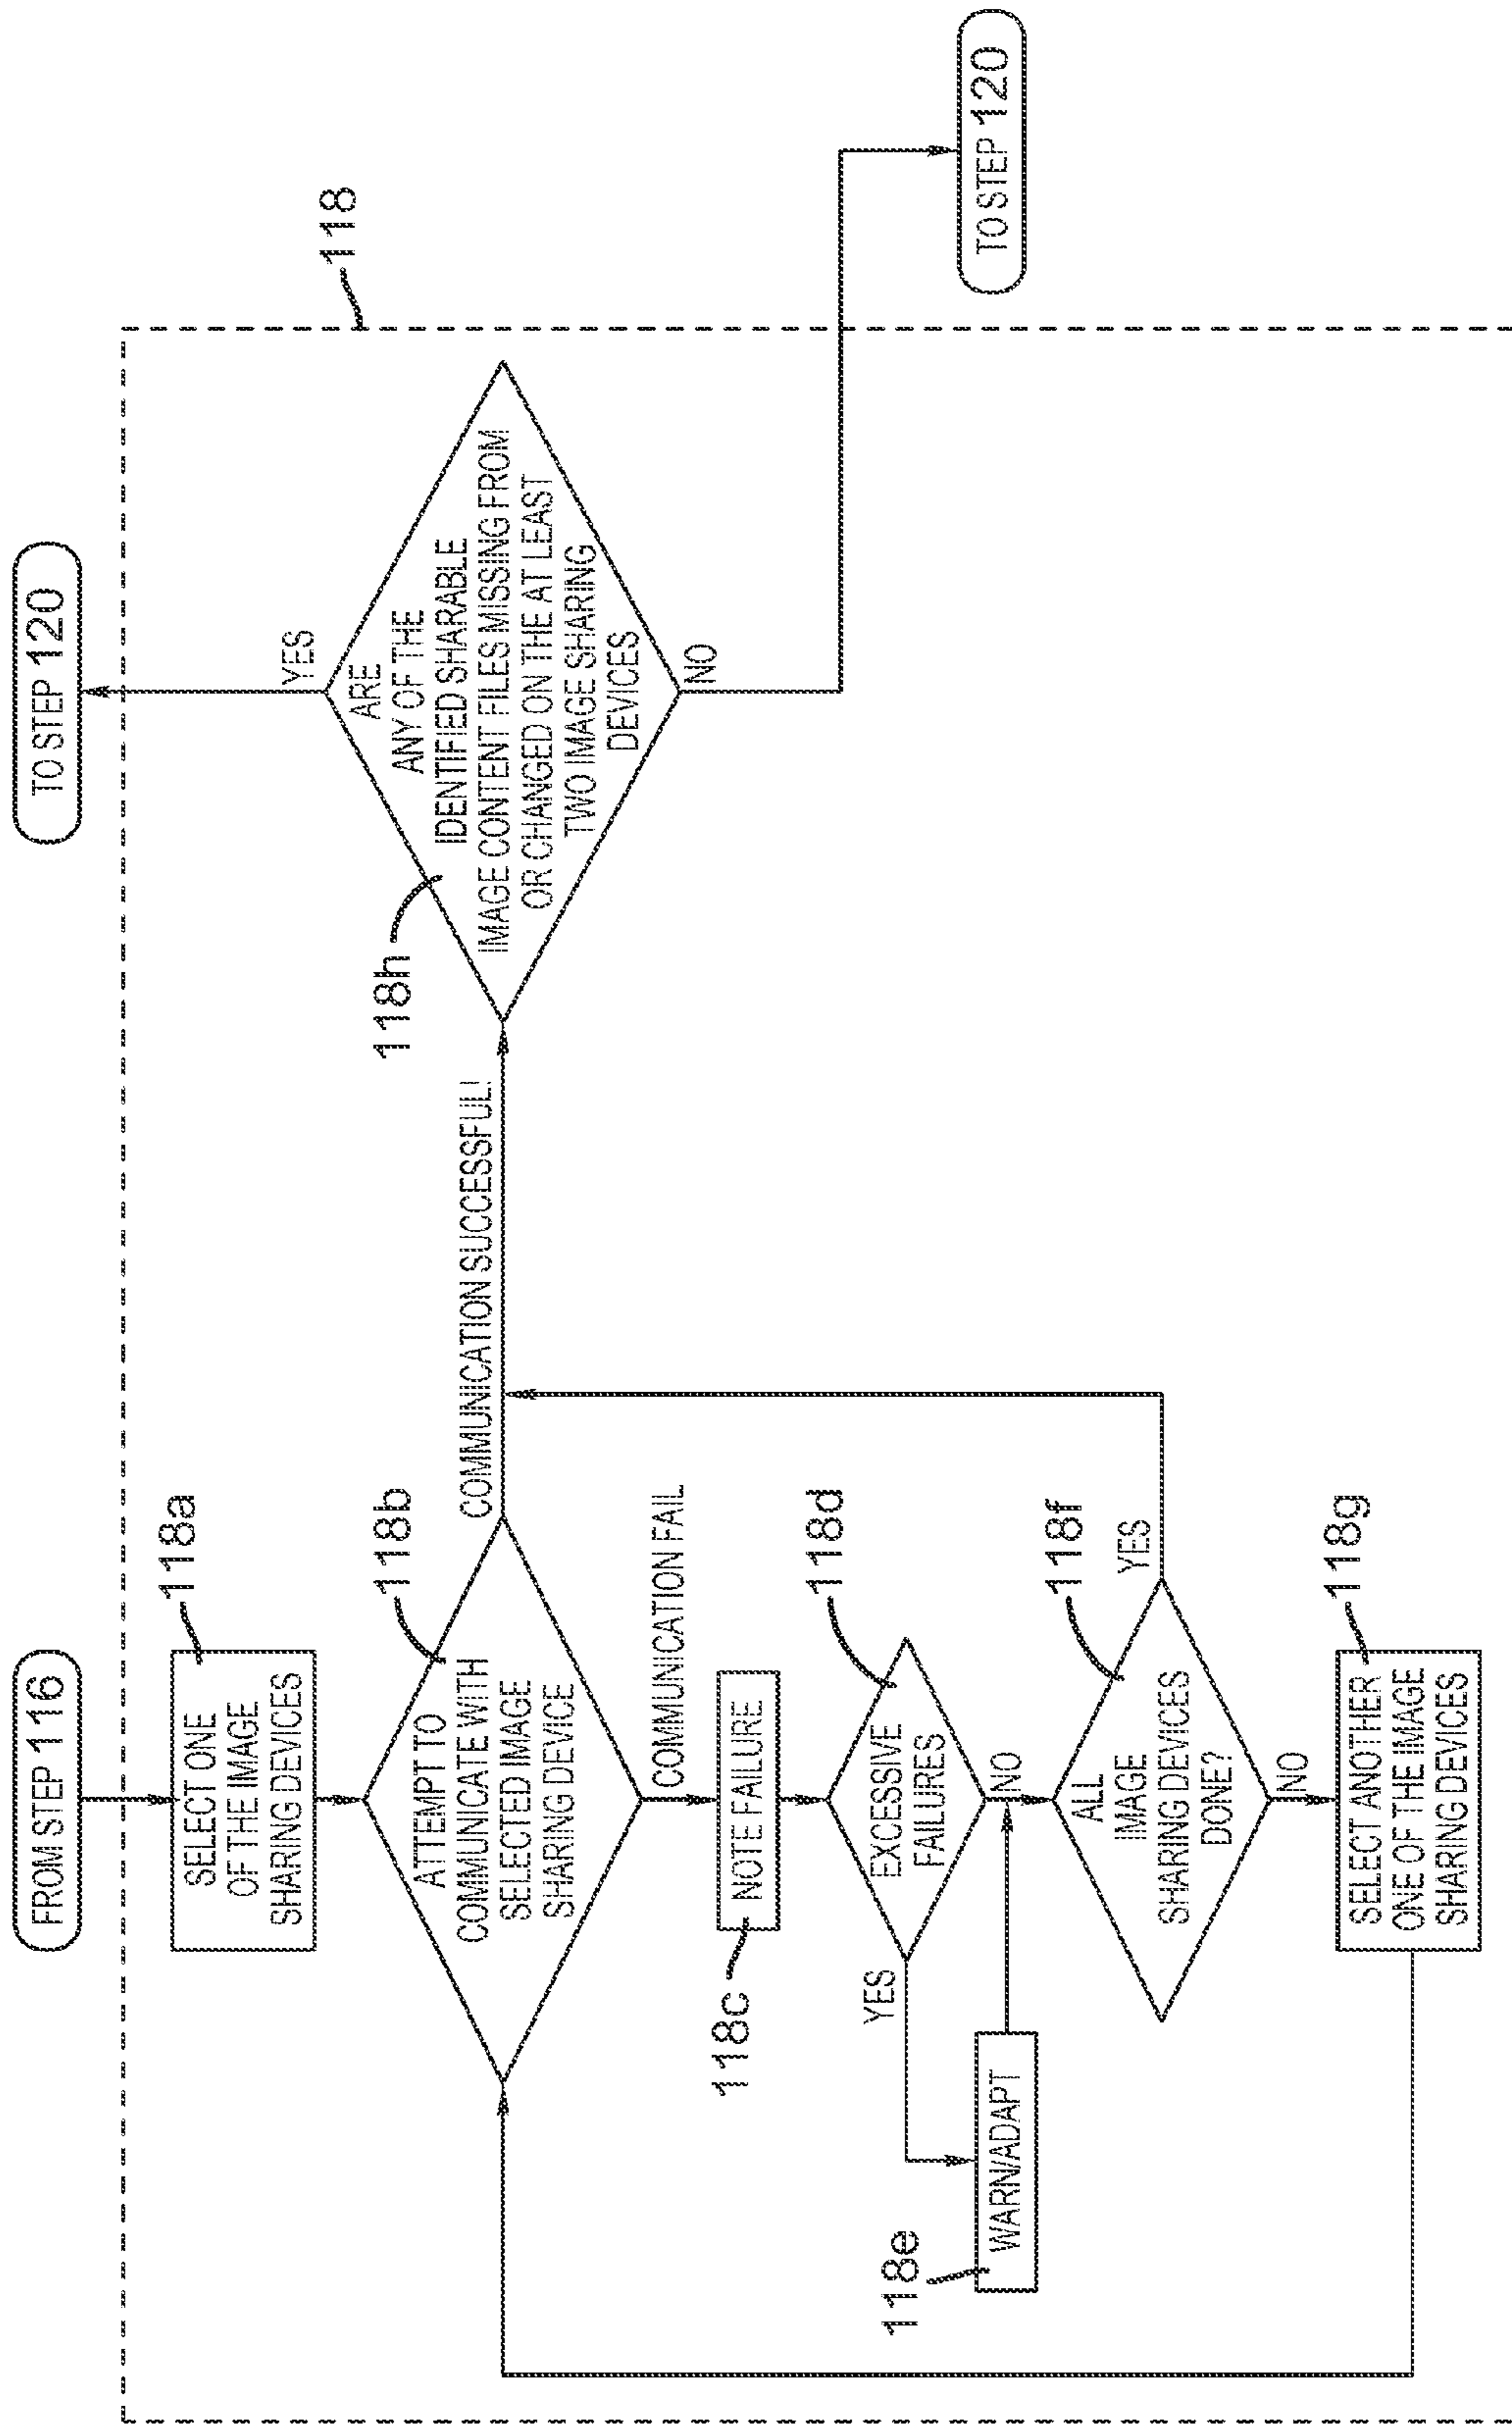 FROM STEP 116
118a
SELECT ONE
OF THE IMAGE
SHARING DEVICES
118b
ATTEMPT TO
COMMUNICATE WITH
SELECTED IMAGE
SHARING DEVICE
COMMUNICATION SUCCESSFUL!
COMMUNICATION FAIL
118c
NOTE FAILURE
118d
EXCESSIVE
FAILURES
YES
NO
118e
WARN/ADAPT
118f
ALL
IMAGE
SHARING DEVICES
DONE?
YES
NO
118g
SELECT ANOTHER
ONE OF THE IMAGE
SHARING DEVICES
TO STEP 120
118
YES
118h
ARE
ANY OF THE
IDENTIFIED SHARABLE
IMAGE CONTENT FILES MISSING FROM
OR CHANGED ON THE AT LEAST
TWO IMAGE SHARING
DEVICES
NO
TO STEP 120